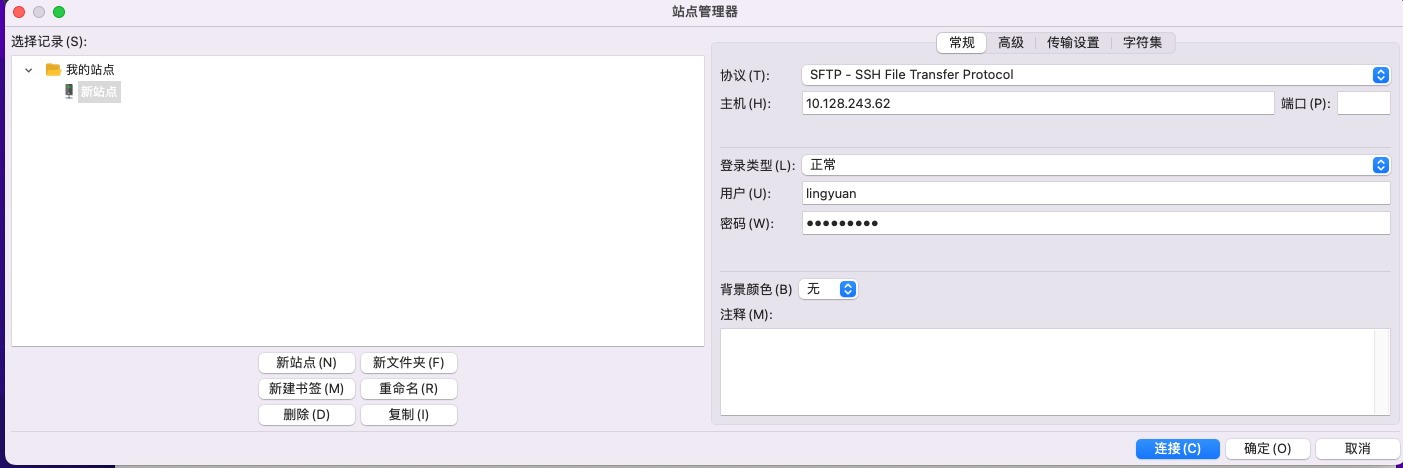 站点管理器
选择记录(S):
我的站点
新站点
新站点(N) 新文件夹(F)
新建书签(M) 重命名(R)
删除(D) 复制(I)
常规 高级 传输设置 字符集
协议(T): SFTP - SSH File Transfer Protocol
主机(H): 10.128.243.62 端口(P):
登录类型(L): 正常
用户(U): lingyuan
密码(W): ●●●●●●●●●
背景颜色(B) 无
注释(M):
连接(C) 确定(O) 取消